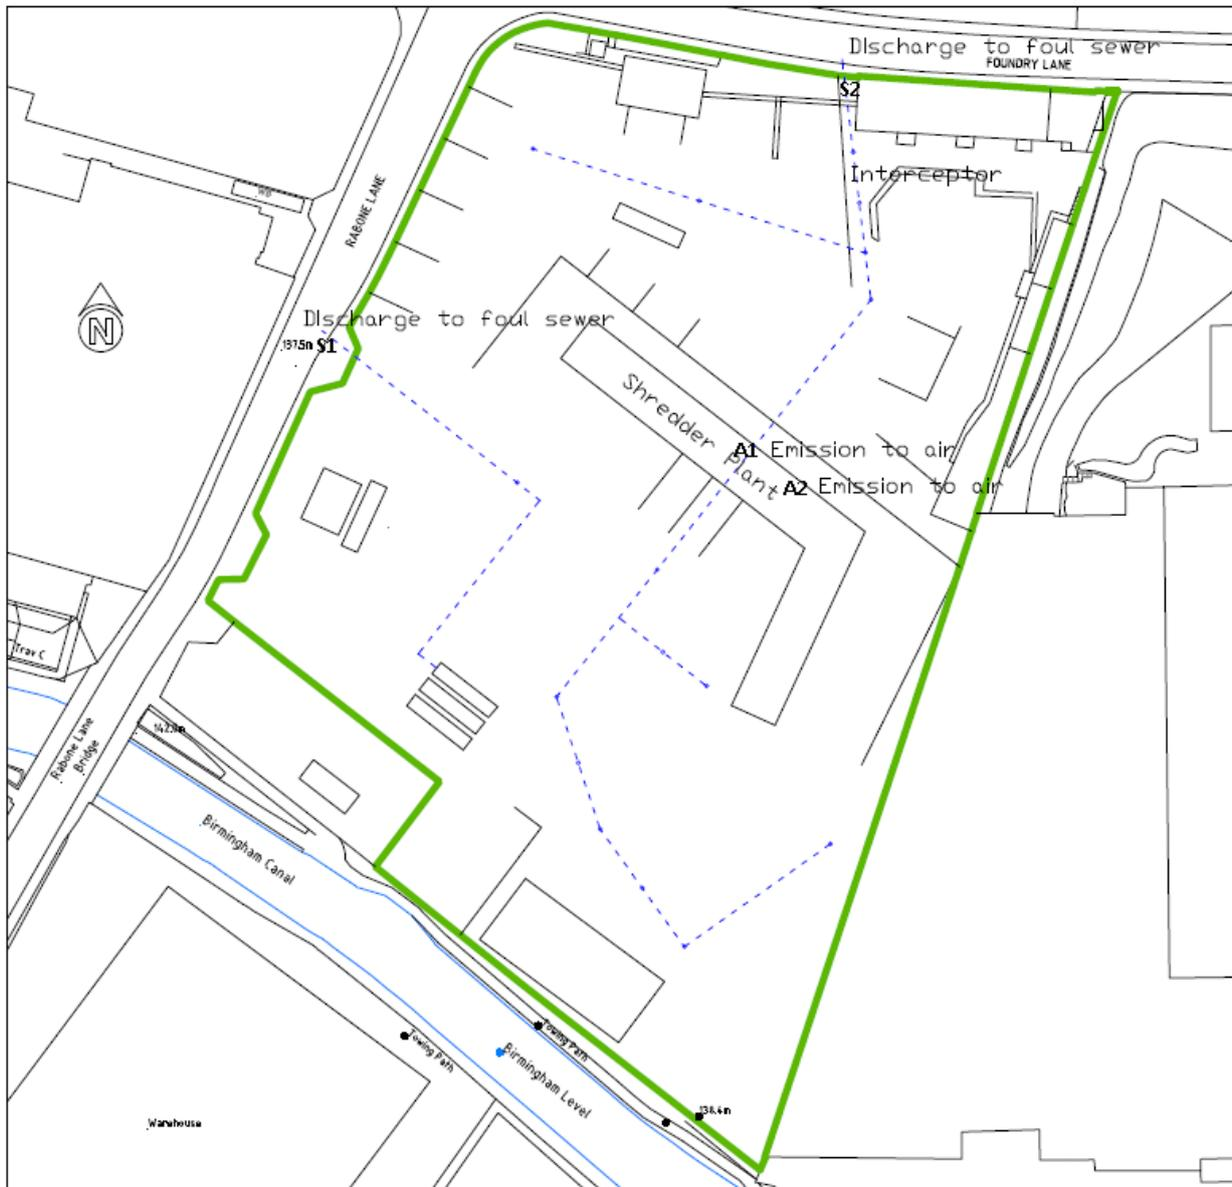 DIscharge to foul sewer
FOUNDRY LANE
S2
Interceptor
RABONE LANE
DIscharge to foul sewer
137.5m S1
N
Shredder Plant
A1 Emission to air
A2 Emission to air
Trav C
Rabone Lane
Bridge
Birmingham Canal
Towing Path
Towing Path
Birmingham Level
138.4m
Warehouse